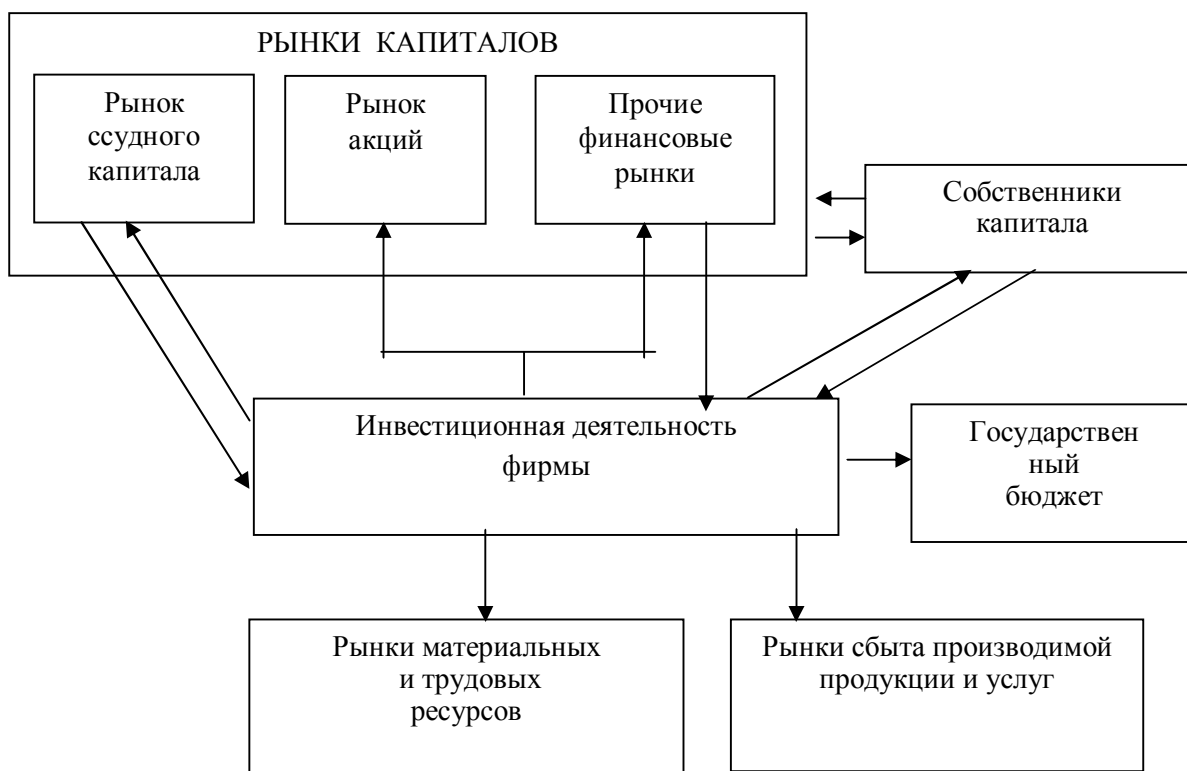 РЫНКИ КАПИТАЛОВ
Рынок
ссудного
капитала
Рынок
акций
Прочие
финансовые
рынки
Собственники
капитала
Инвестиционная деятельность
фирмы
Государствен
ный
бюджет
Рынки материальных
и трудовых
ресурсов
Рынки сбыта производимой
продукции и услуг